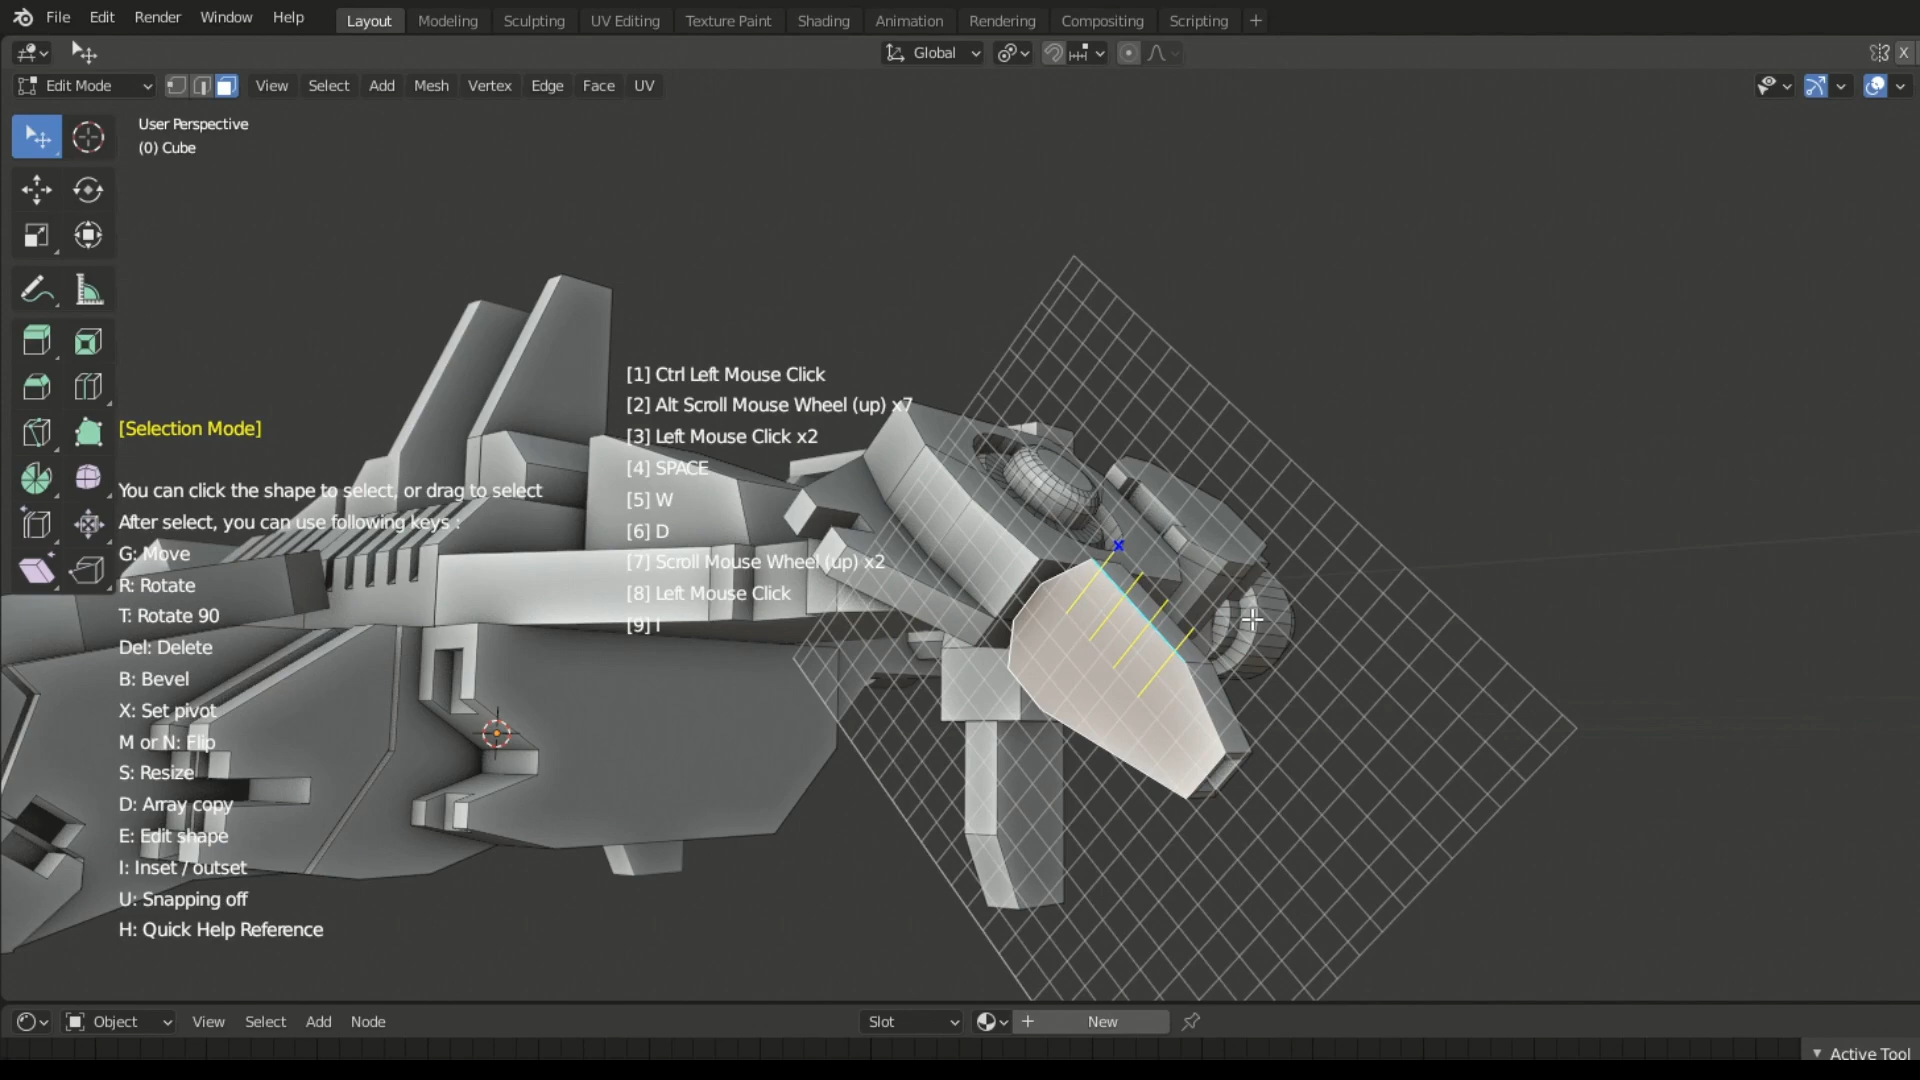 File Edit Render Window Help Layout Modeling Sculpting UV Editing Texture Paint Shading Animation Rendering Compositing Scripting +
Global X
Edit Mode View Select Add Mesh Vertex Edge Face UV
User Perspective
(0) Cube
[1] Ctrl Left Mouse Click
[2] Alt Scroll Mouse Wheel (up) x7
[3] Left Mouse Click x2
[4] SPACE
[5] W
[6] D
[7] Scroll Mouse Wheel (up) x2
[8] Left Mouse Click
[9] I
[Selection Mode]
You can click the shape to select, or drag to select
After select, you can use following keys :
G: Move
R: Rotate
T: Rotate 90
Del: Delete
B: Bevel
X: Set pivot
M or N: Flip
S: Resize
D: Array copy
E: Edit shape
I: Inset / outset
U: Snapping off
H: Quick Help Reference
Object View Select Add Node Slot + New
Active Tool